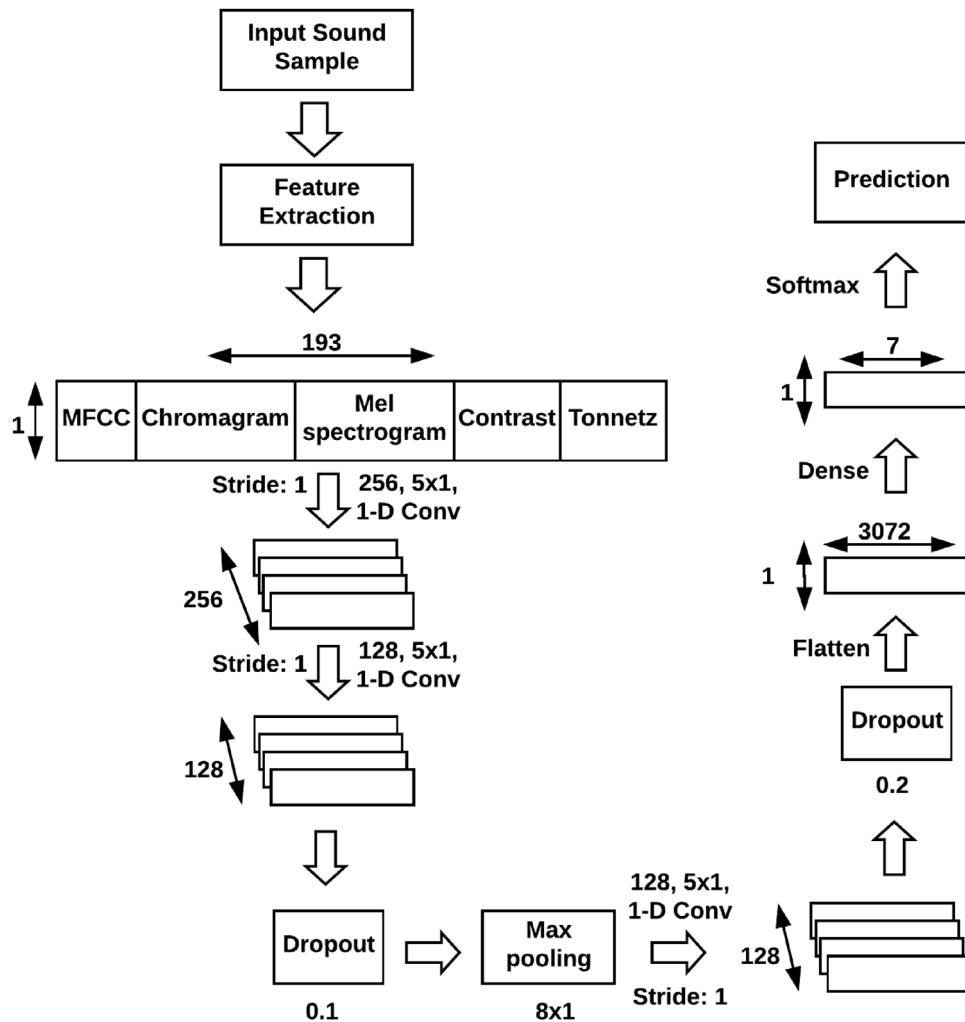 Input Sound
Sample
Feature
Extraction
193
1
MFCC
Chromagram
Mel
spectrogram
Contrast
Tonnetz
Stride: 1
256, 5x1,
1-D Conv
256
Stride: 1
128, 5x1,
1-D Conv
128
Dropout
0.1
Max
pooling
8x1
128, 5x1,
1-D Conv
Stride: 1
128
Dropout
0.2
Flatten
3072
1
Dense
7
1
Softmax
Prediction